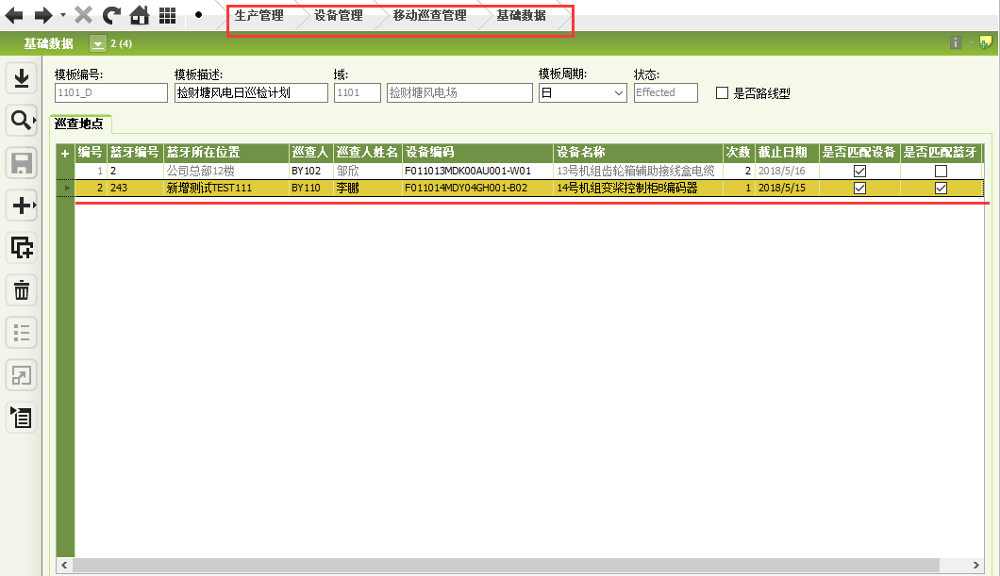 生产管理 设备管理 移动巡查管理 基础数据
基础数据 2 (4)
模板编号: 模板描述: 域: 模板周期: 状态:
1101_D 捡财塘风电日巡检计划 1101 捡财塘风电场 日 Effected 是否路线型
巡查地点
+ 编号 蓝牙编号 蓝牙所在位置 巡查人 巡查人姓名 设备编码 设备名称 次数 截止日期 是否匹配设备 是否匹配蓝牙
1 2 公司总部12楼 BY102 邹欣 F011013MDK00AU001-W01 13号机组齿轮箱辅助接线盒电缆 2 2018/5/16
2 243 新增测试TEST111 BY110 李鹏 F011014MDY04GH001-B02 14号机组变桨控制柜B编码器 1 2018/5/15